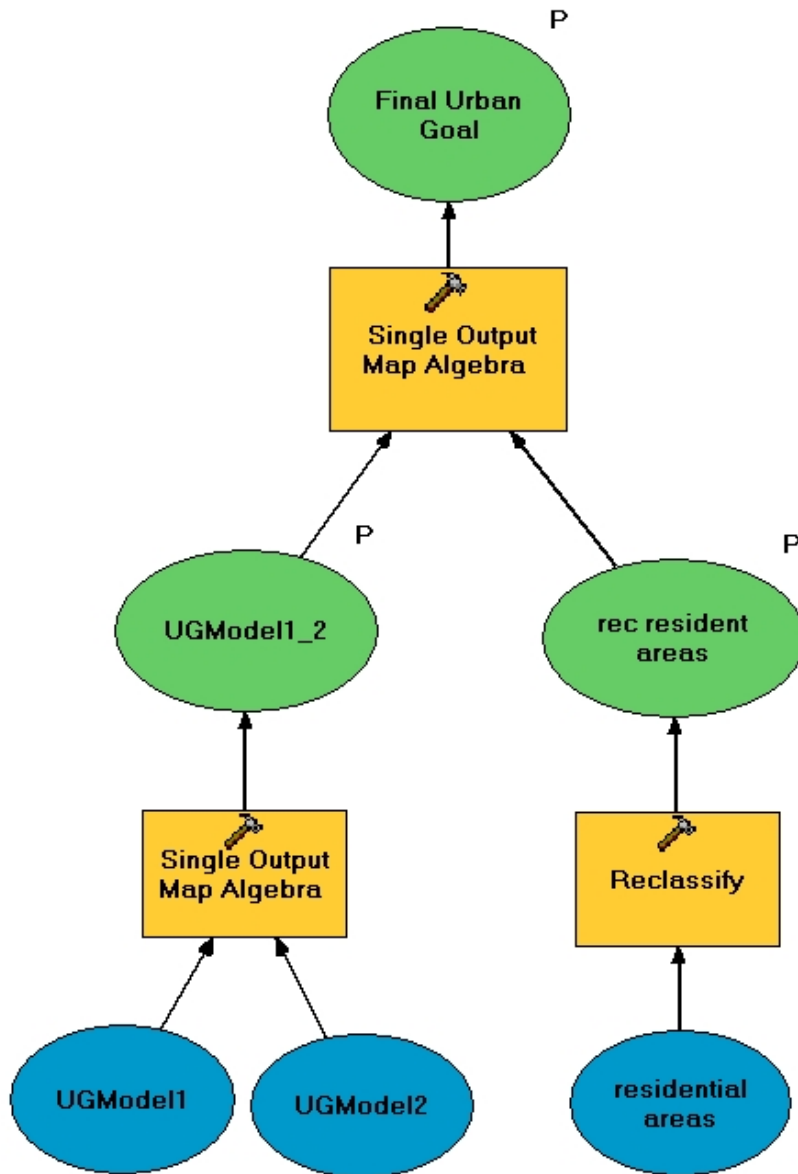 P
Final Urban
Goal
Single Output
Map Algebra
P
P
UGModel1_2
rec resident
areas
Single Output
Map Algebra
Reclassify
UGModel1
UGModel2
residential
areas